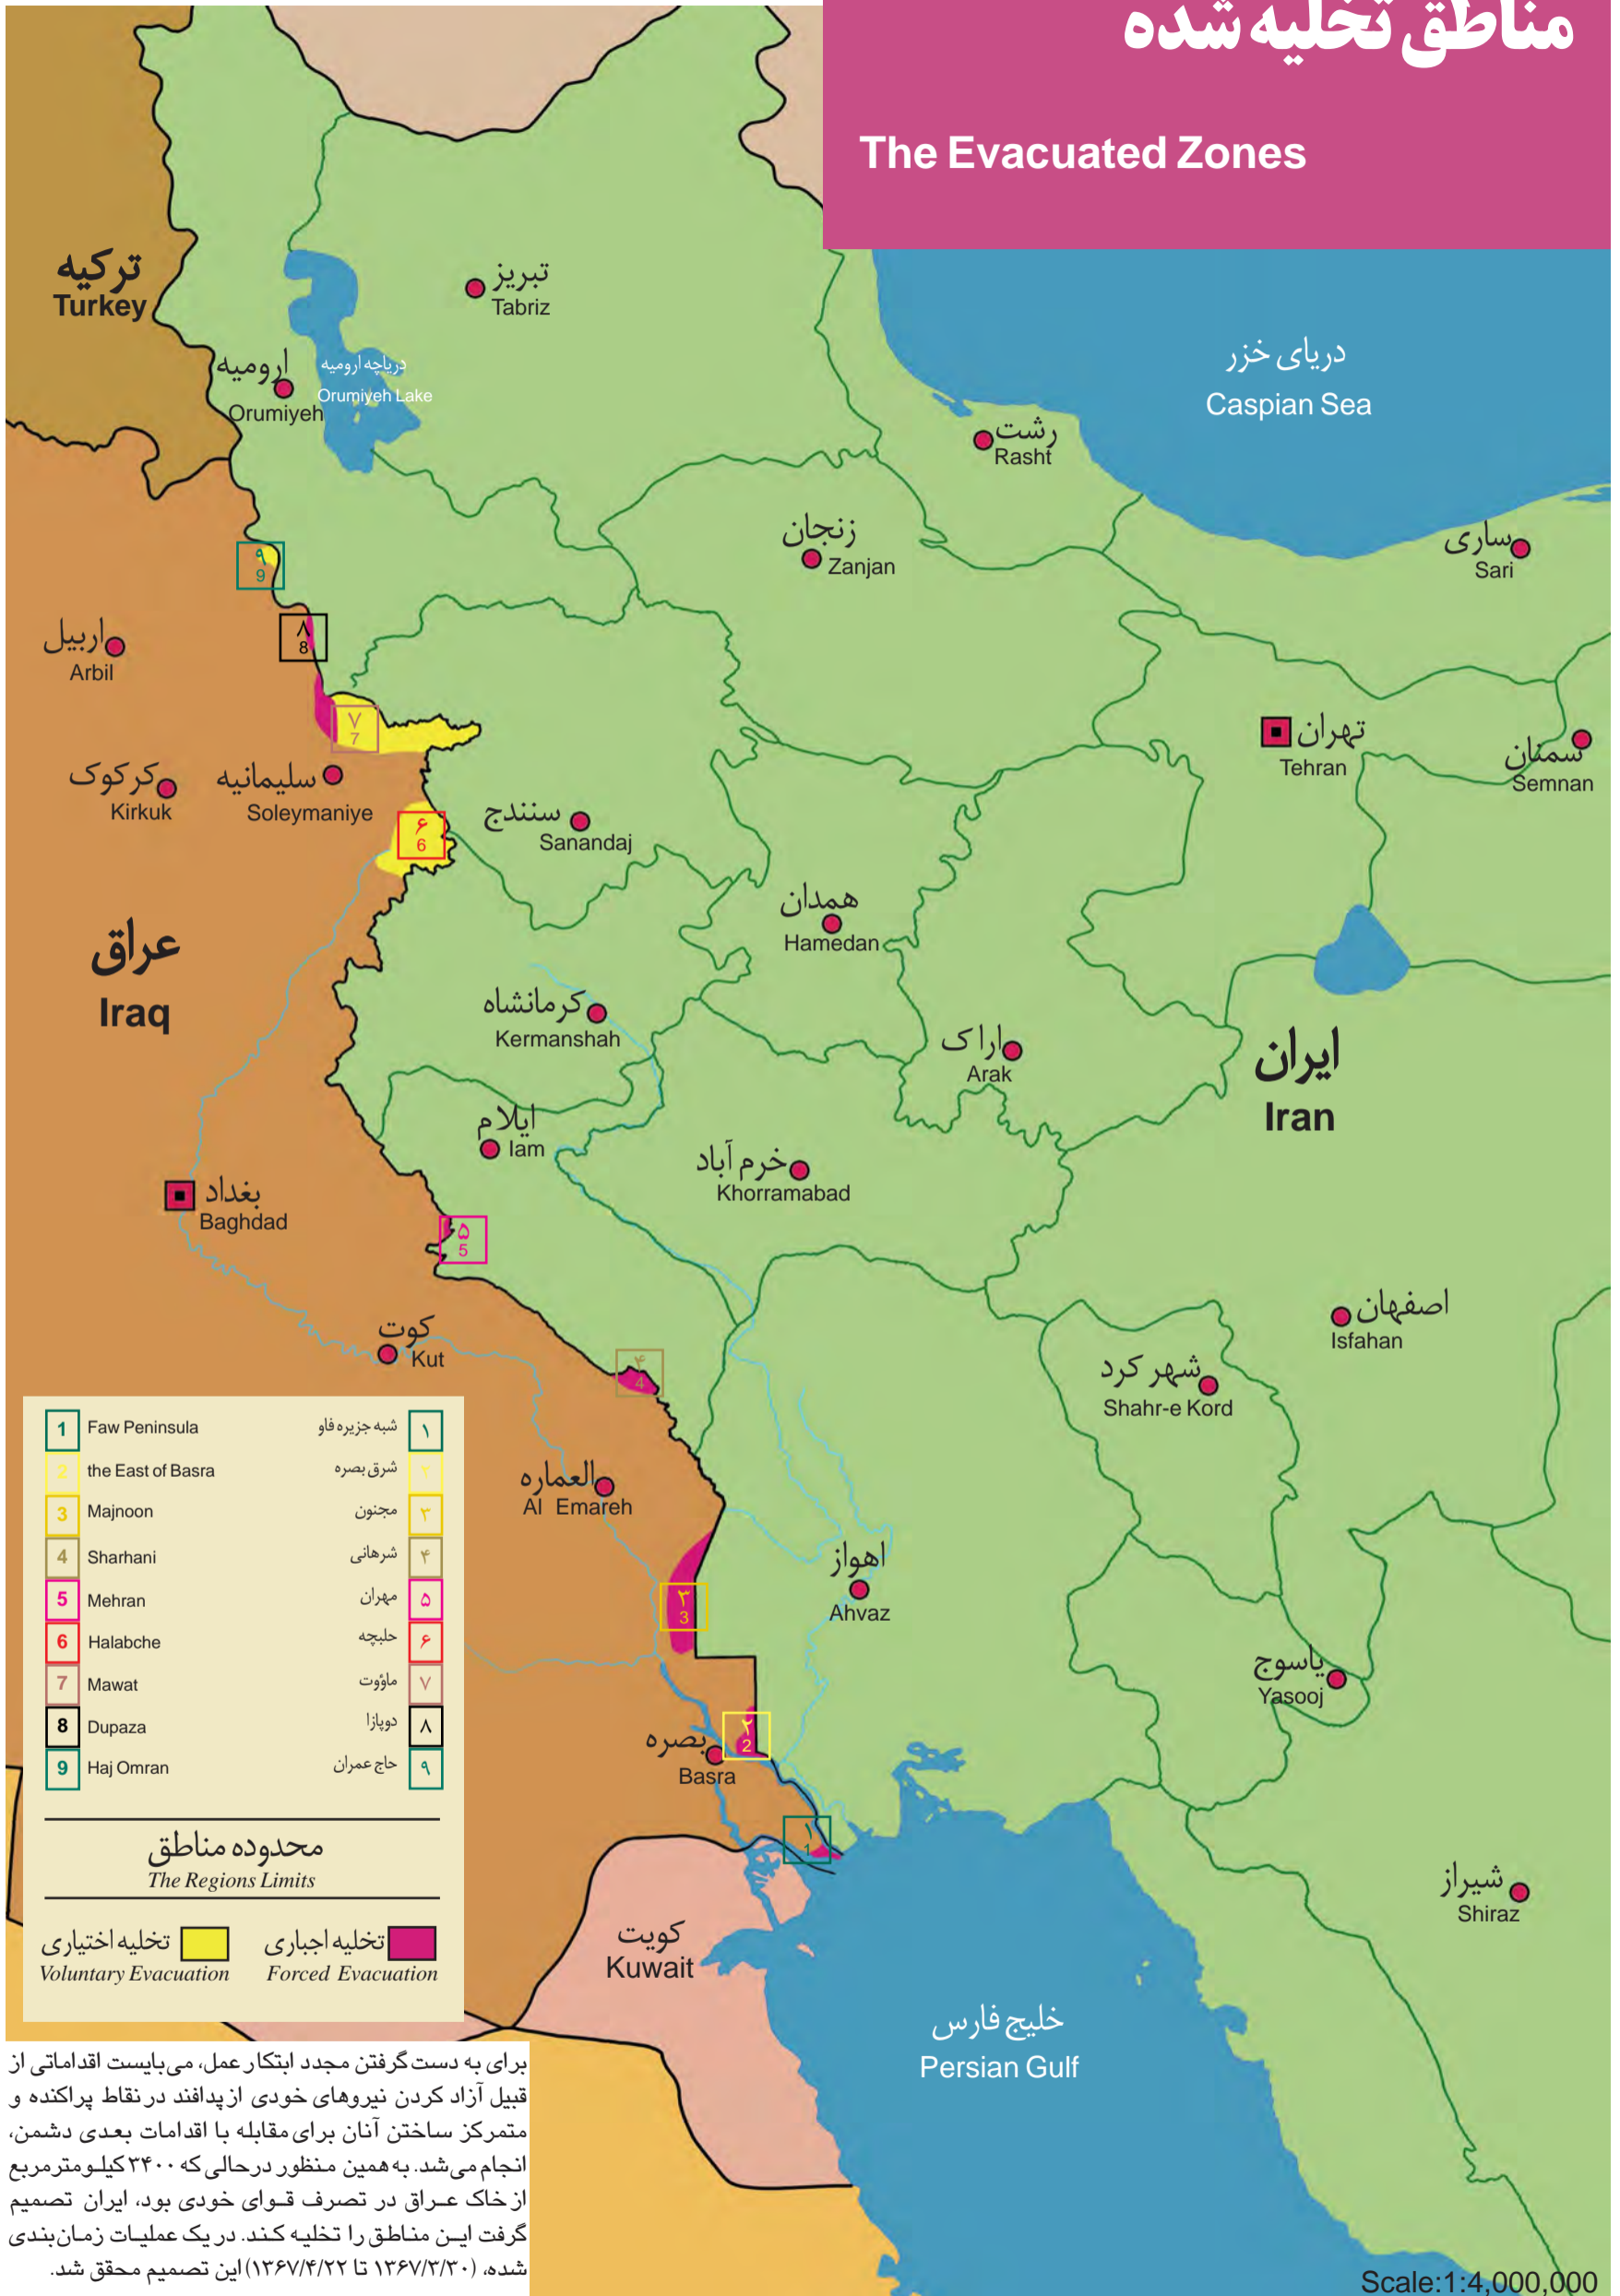 مناطق تخلیه شده
The Evacuated Zones
ترکیه
Turkey
تبریز
Tabriz
ارومیه
Orumiyeh
دریاچه ارومیه
Orumiyeh Lake
دریای خزر
Caspian Sea
رشت
Rasht
زنجان
Zanjan
ساری
Sari
۹
9
۸
8
اربیل
Arbil
۷
7
تهران
Tehran
سمنان
Semnan
کرکوک
Kirkuk
سلیمانیه
Soleymaniye
۶
6
سنندج
Sanandaj
همدان
Hamedan
عراق
Iraq
کرمانشاه
Kermanshah
اراک
Arak
ایران
Iran
ایلام
lam
خرم آباد
Khorramabad
بغداد
Baghdad
۵
5
اصفهان
Isfahan
کوت
Kut
۴
4
شهر کرد
Shahr-e Kord
العماره
Al Emareh
اهواز
Ahvaz
۳
3
یاسوج
Yasooj
۲
2
بصره
Basra
۱
1
شیراز
Shiraz
کویت
Kuwait
خلیج فارس
Persian Gulf
1 Faw Peninsula شبه جزیره فاو ۱
2 the East of Basra شرق بصره ۲
3 Majnoon مجنون ۳
4 Sharhani شرهانی ۴
5 Mehran مهران ۵
6 Halabche حلبچه ۶
7 Mawat ماؤوت ۷
8 Dupaza دوپازا ۸
9 Haj Omran حاج عمران ۹
محدوده مناطق
The Regions Limits
تخلیه اجباری
Forced Evacuation
تخلیه اختیاری
Voluntary Evacuation
برای به دست گرفتن مجدد ابتکار عمل، می‌بایست اقداماتی از
قبیل آزاد کردن نیروهای خودی از پدافند در نقاط پراکنده و
متمرکز ساختن آنان برای مقابله با اقدامات بعدی دشمن،
انجام می‌شد. به همین منظور درحالی که ۳۴۰۰ کیلومترمربع
از خاک عراق در تصرف قوای خودی بود، ایران تصمیم
گرفت این مناطق را تخلیه کند. در یک عملیات زمان‌بندی
شده، (۱۳۶۷/۳/۳۰ تا ۱۳۶۷/۴/۲۲) این تصمیم محقق شد.
Scale:1:4,000,000